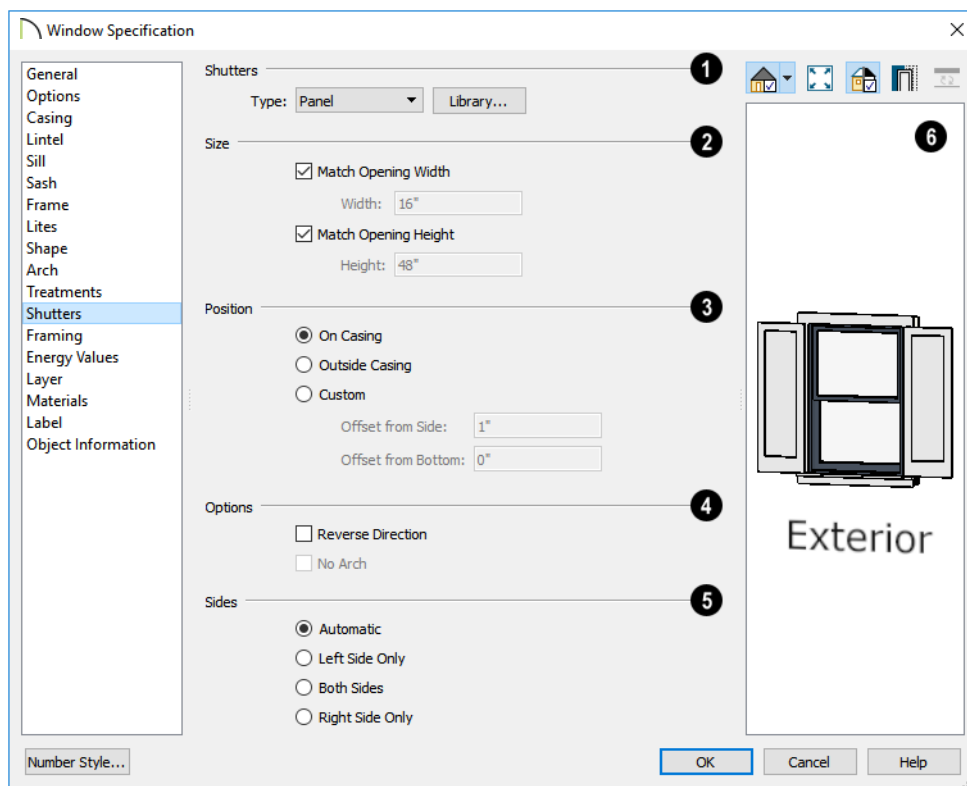 Window Specification
General
Options
Casing
Lintel
Sill
Sash
Frame
Lites
Shape
Arch
Treatments
Shutters
Framing
Energy Values
Layer
Materials
Label
Object Information
Shutters 1
Type: Panel Library...
Size 2
Match Opening Width
Width: 16"
Match Opening Height
Height: 48"
Position 3
On Casing
Outside Casing
Custom
Offset from Side: 1"
Offset from Bottom: 0"
Options 4
Reverse Direction
No Arch
Sides 5
Automatic
Left Side Only
Both Sides
Right Side Only
6
Exterior
Number Style... OK Cancel Help